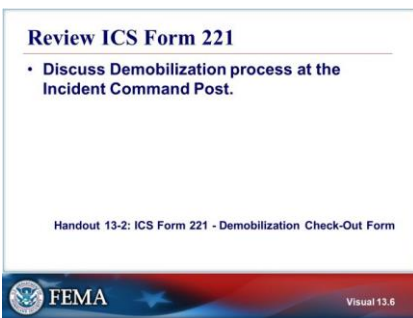 Review ICS Form 221
• Discuss Demobilization process at the
Incident Command Post.
Handout 13-2: ICS Form 221 - Demobilization Check-Out Form
FEMA
Visual 13.6